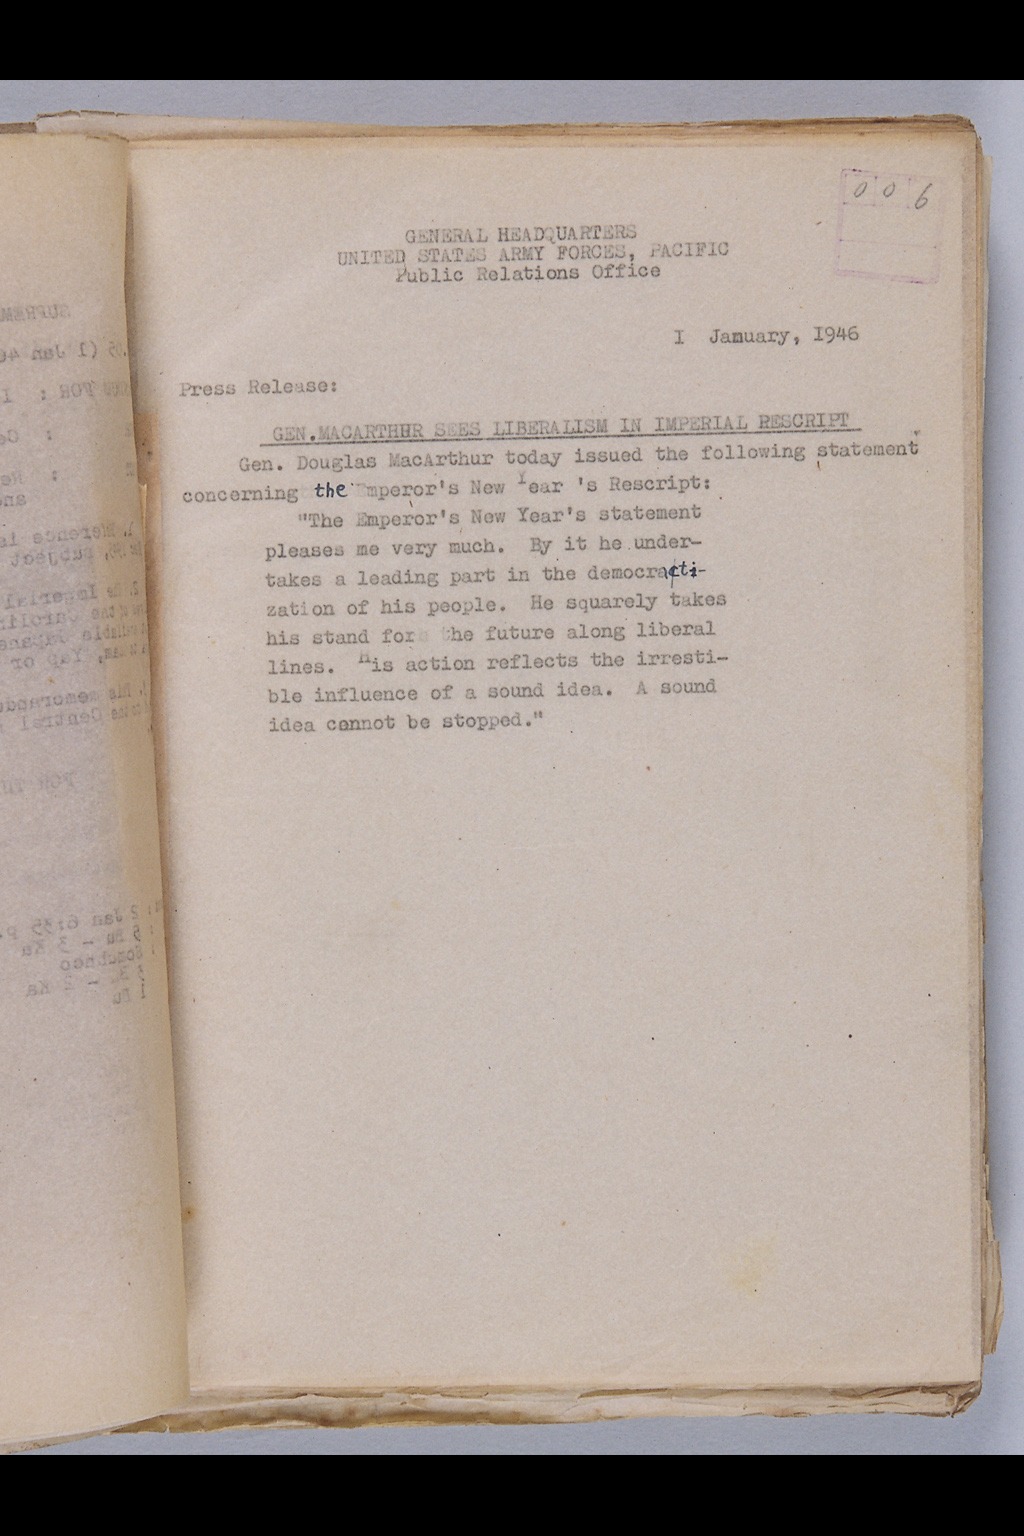 006
GENERAL HEADQUARTERS
UNITED STATES ARMY FORCES, PACIFIC
Public Relations Office
I January, I946
Press Release:
GEN.MACARTHUR SEES LIBERALISM IN IMPERIAL RESCRIPT
Gen. Douglas MacArthur today issued the following statement
concerning the Emperor's New Year 's Rescript:
"The Emperor's New Year's statement
pleases me very much. By it he under-
takes a leading part in the democracti-
zation of his people. He squarely takes
his stand for the future along liberal
lines. His action reflects the irresti-
ble influence of a sound idea. A sound
idea cannot be stopped."